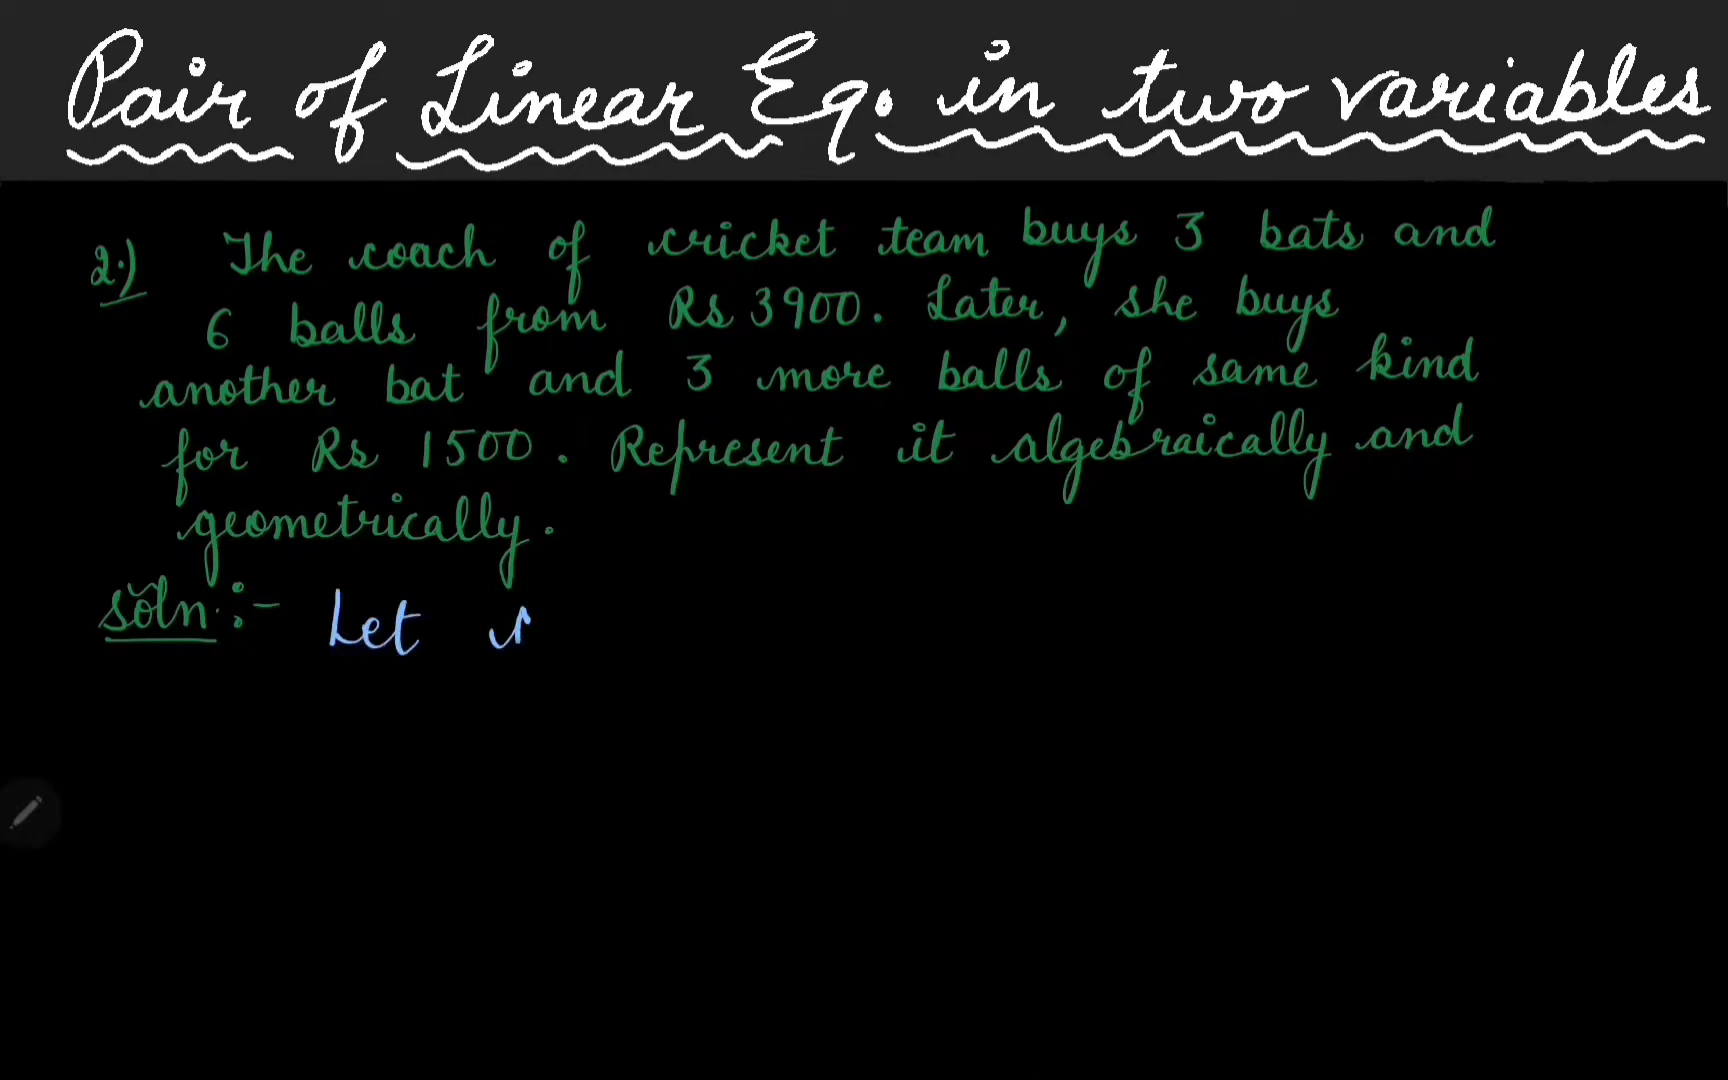 Pair of Linear Eq. in two variables
2.) The coach of cricket team buys 3 bats and
6 balls from Rs 3900. Later, she buys
another bat and 3 more balls of same kind
for Rs 1500. Represent it algebraically and
geometrically.
soln. :- Let